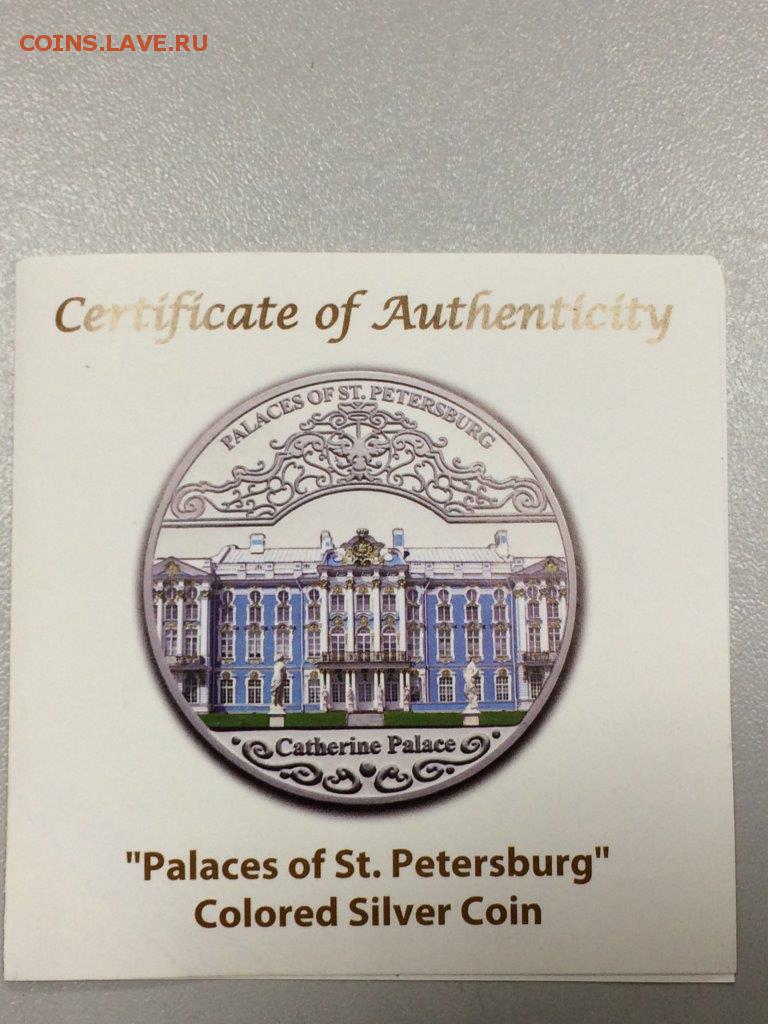 COINS.LAVE.RU
Certificate of Authenticity
PALACES OF ST. PETERSBURG
Catherine Palace
"Palaces of St. Petersburg"
Colored Silver Coin